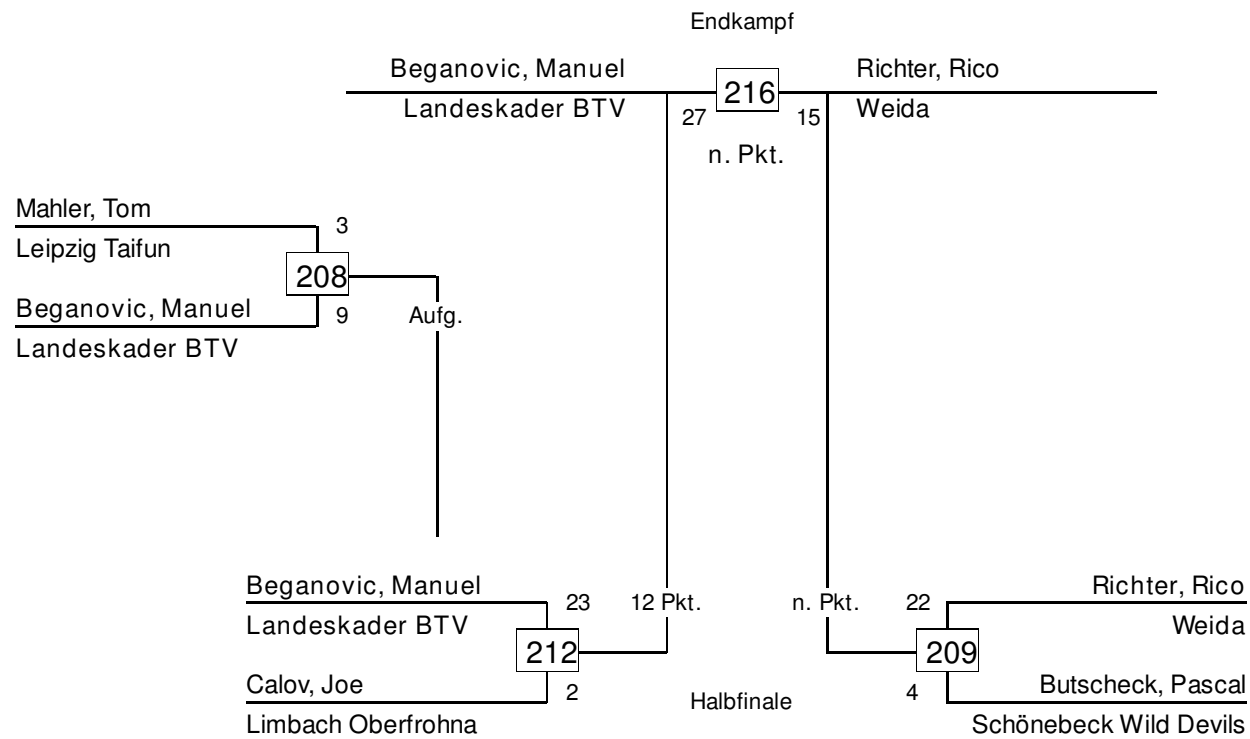 Endkampf
Beganovic, Manuel
Landeskader BTV
27
216
15
n. Pkt.
Richter, Rico
Weida
Mahler, Tom
Leipzig Taifun
3
208
Beganovic, Manuel
Landeskader BTV
9
Aufg.
Beganovic, Manuel
Landeskader BTV
23
12 Pkt.
212
Calov, Joe
Limbach Oberfrohna
2
n. Pkt.
22
Richter, Rico
Weida
209
4
Butscheck, Pascal
Schönebeck Wild Devils
Halbfinale